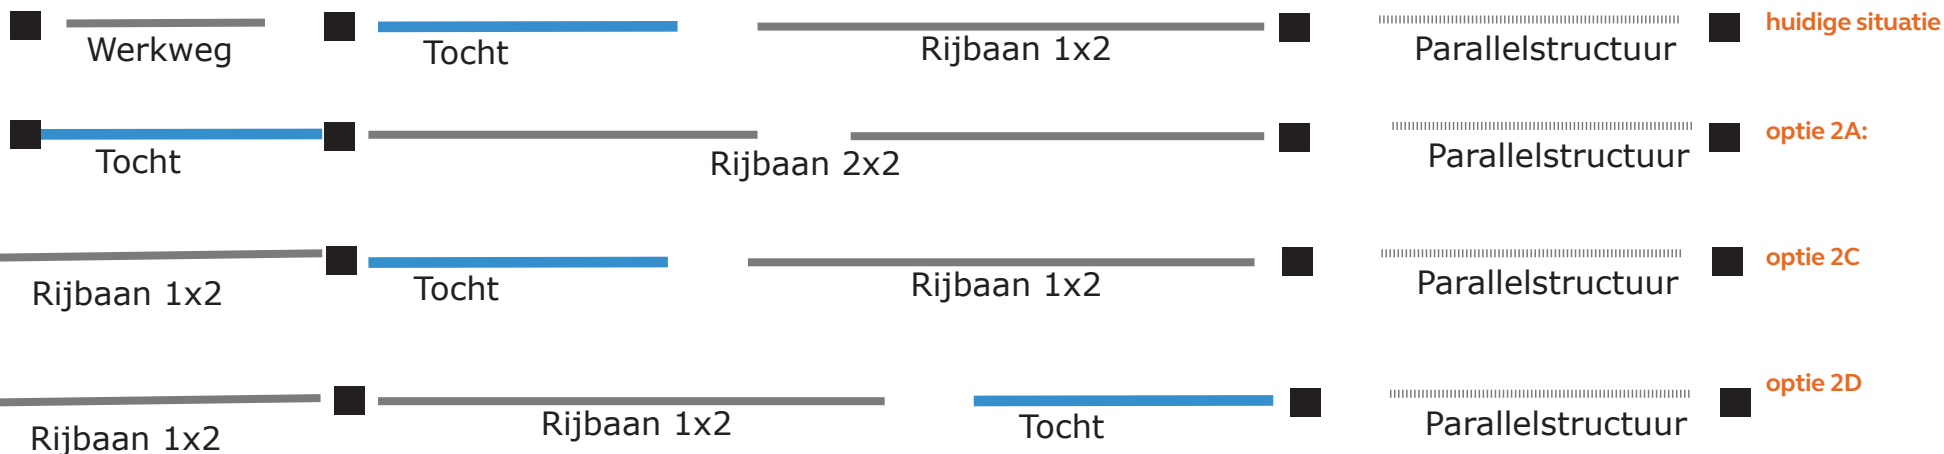 Werkweg Tocht Rijbaan 1x2 Parallelstructuur huidige situatie
Tocht Rijbaan 2x2 Parallelstructuur optie 2A:
Rijbaan 1x2 Tocht Rijbaan 1x2 Parallelstructuur optie 2C
Rijbaan 1x2 Rijbaan 1x2 Tocht Parallelstructuur optie 2D